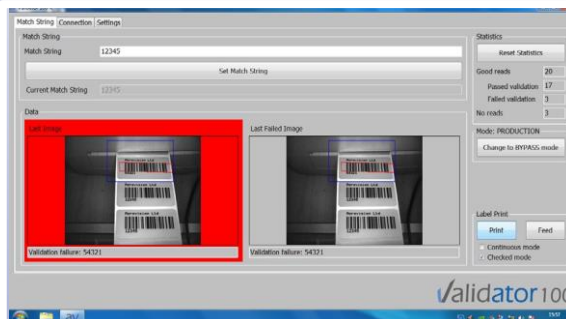 Match String Connection Settings
Match String
Match String 12345
Set Match String
Current Match String 12345
Data
Last Image
Last Failed Image
Validation failure: 54321
Validation failure: 54321
Statistics
Reset Statistics
Good reads 20
Passed validation 17
Failed validation 3
No reads 3
Mode: PRODUCTION
Change to BYPASS mode
Label Print
Print Feed
Continuous mode
Checked mode
Validator 100